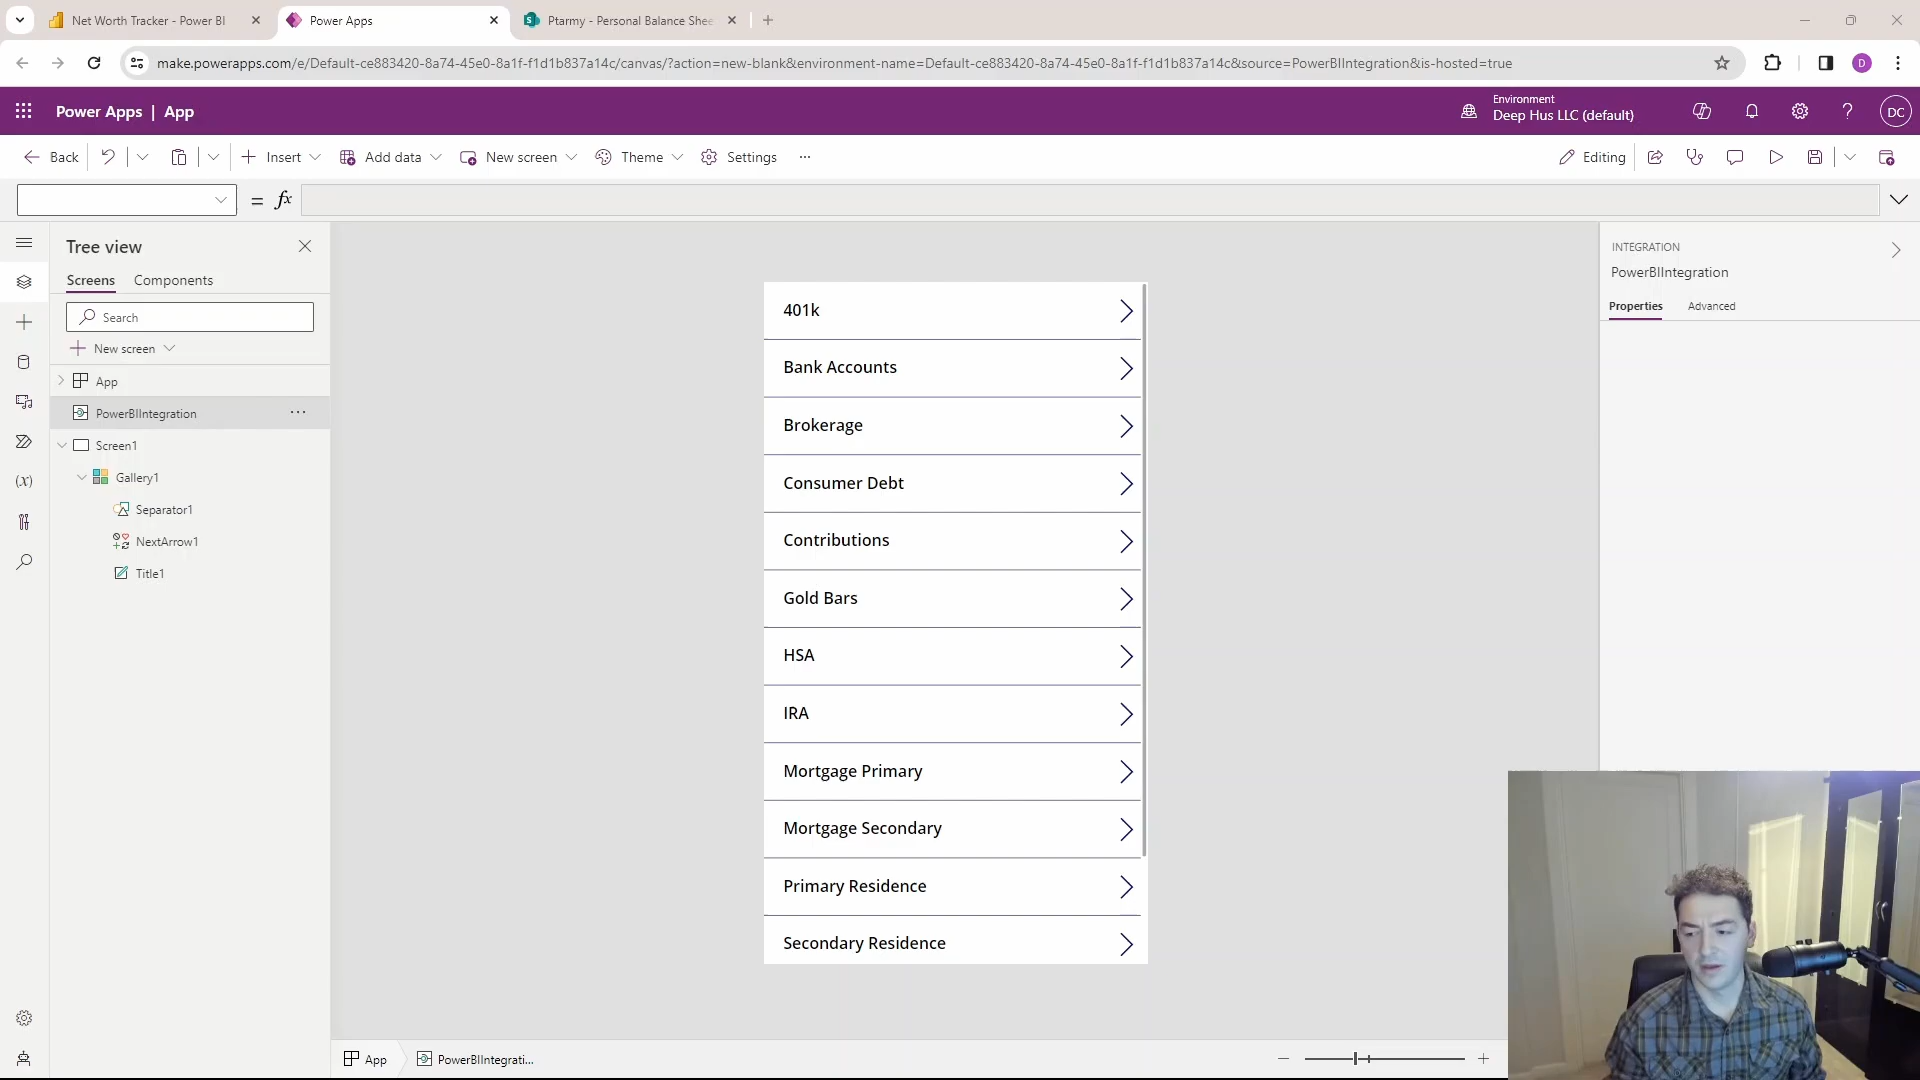 Net Worth Tracker - Power BI
Power Apps
Ptarmy - Personal Balance Shee
make.powerapps.com/e/Default-ce883420-8a74-45e0-8a1f-f1d1b837a14c/canvas/?action=new-blank&environment-name=Default-ce883420-8a74-45e0-8a1f-f1d1b837a14c&source=PowerBIIntegration&is-hosted=true
D
Power Apps | App
Environment
Deep Hus LLC (default)
DC
Back
Insert
Add data
New screen
Theme
Settings
Editing
= fx
Tree view
Screens
Components
Search
New screen
App
PowerBIIntegration
Screen1
Gallery1
Separator1
NextArrow1
Title1
401k
Bank Accounts
Brokerage
Consumer Debt
Contributions
Gold Bars
HSA
IRA
Mortgage Primary
Mortgage Secondary
Primary Residence
Secondary Residence
INTEGRATION
PowerBIIntegration
Properties
Advanced
App
PowerBIIntegrati...